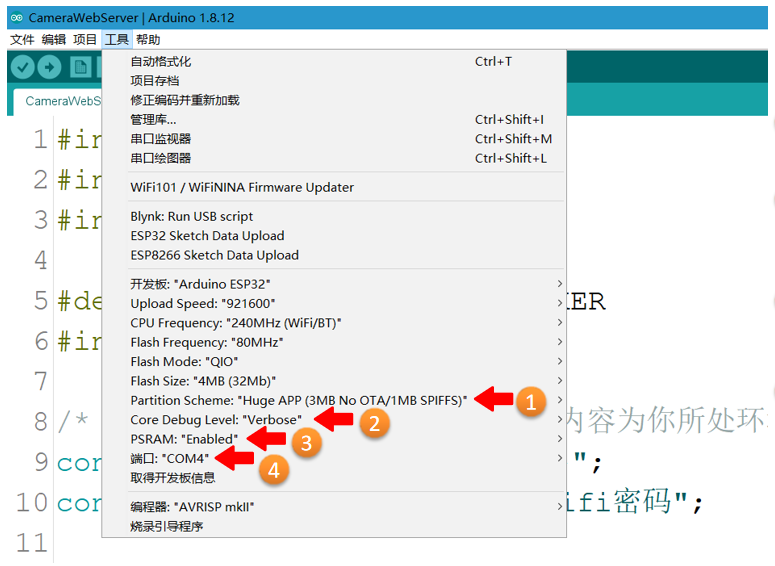 CameraWebServer | Arduino 1.8.12
文件 编辑 项目 工具 帮助
自动格式化 Ctrl+T
项目存档
修正编码并重新加载
管理库... Ctrl+Shift+I
串口监视器 Ctrl+Shift+M
串口绘图器 Ctrl+Shift+L
WiFi101 / WiFiNINA Firmware Updater
Blynk: Run USB script
ESP32 Sketch Data Upload
ESP8266 Sketch Data Upload
开发板: "Arduino ESP32"
Upload Speed: "921600"
CPU Frequency: "240MHz (WiFi/BT)"
Flash Frequency: "80MHz"
Flash Mode: "QIO"
Flash Size: "4MB (32Mb)"
Partition Scheme: "Huge APP (3MB No OTA/1MB SPIFFS)" 1
Core Debug Level: "Verbose" 2
PSRAM: "Enabled" 3
端口: "COM4" 4
取得开发板信息
编程器: "AVRISP mkII"
烧录引导程序
CameraWebS
1 #in
2 #in
3 #in
4
5 #de KER
6 #in
7
8 /* 内容为你所处环
9 con ";
10 con ifi密码";
11